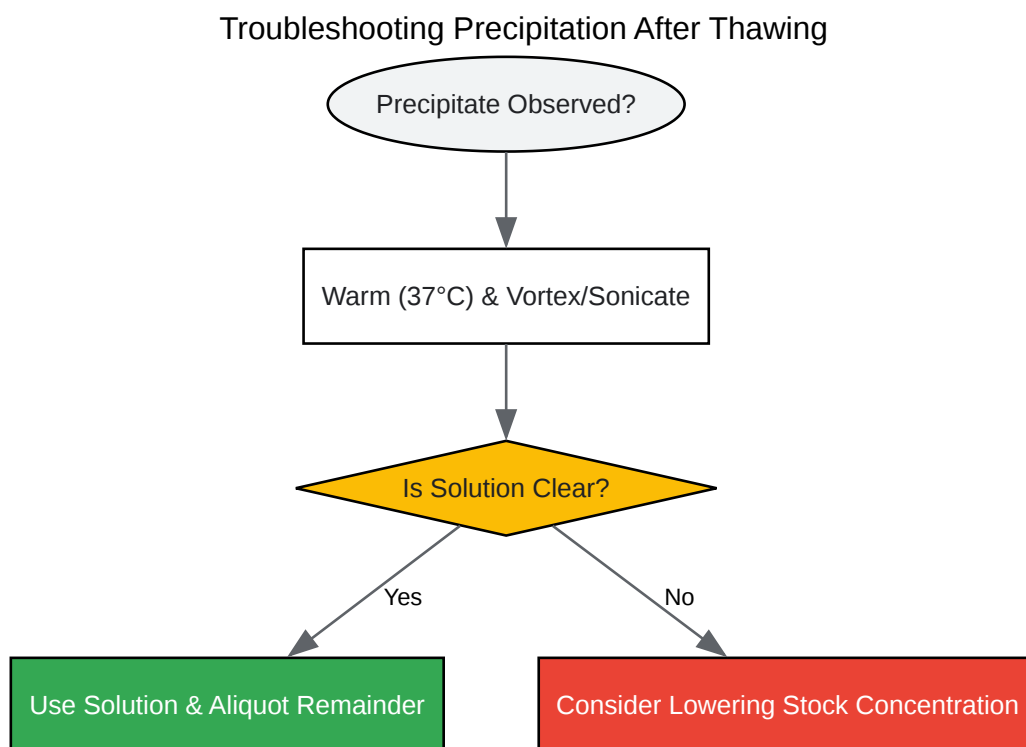 Troubleshooting Precipitation After Thawing
Precipitate Observed?
Warm (37°C) & Vortex/Sonicate
Is Solution Clear?
Yes
No
Use Solution & Aliquot Remainder
Consider Lowering Stock Concentration